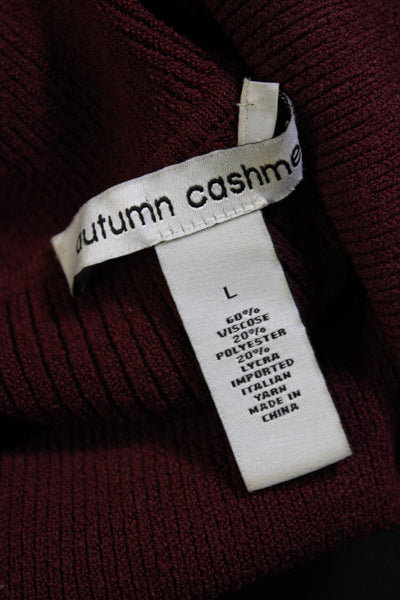 autumn cashme
L
60%
VISCOSE
20%
POLYESTER
20%
LYCRA
IMPORTED
ITALIAN
YARN
MADE IN
CHINA